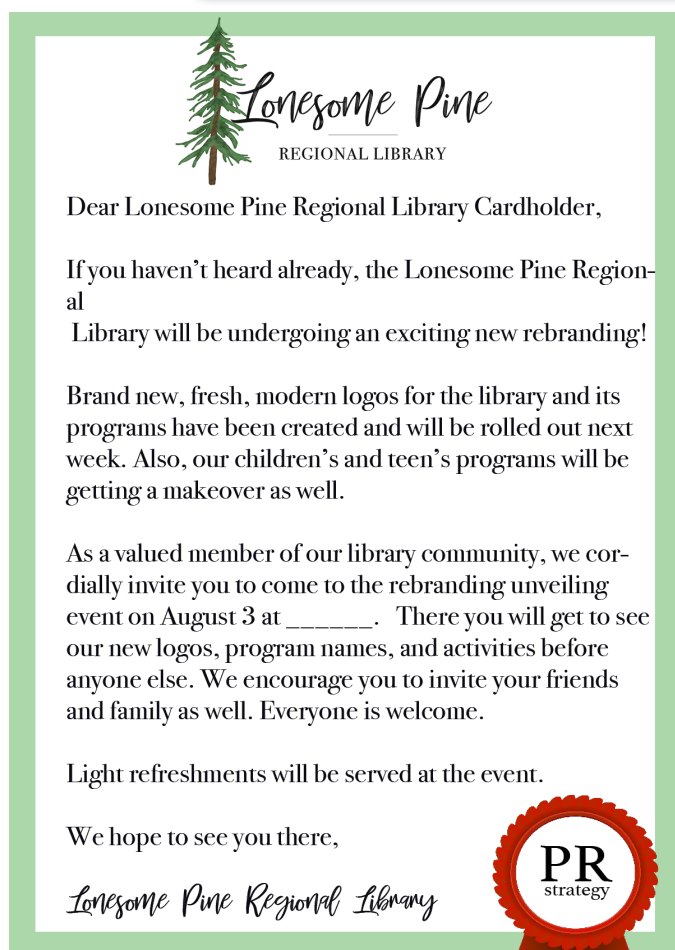 Lonesome Pine
REGIONAL LIBRARY
Dear Lonesome Pine Regional Library Cardholder,
If you haven’t heard already, the Lonesome Pine Region-
al
Library will be undergoing an exciting new rebranding!
Brand new, fresh, modern logos for the library and its
programs have been created and will be rolled out next
week. Also, our children’s and teen’s programs will be
getting a makeover as well.
As a valued member of our library community, we cor-
dially invite you to come to the rebranding unveiling
event on August 3 at ______.   There you will get to see
our new logos, program names, and activities before
anyone else. We encourage you to invite your friends
and family as well. Everyone is welcome.
Light refreshments will be served at the event.
We hope to see you there,
Lonesome Pine Regional Library
PR
strategy